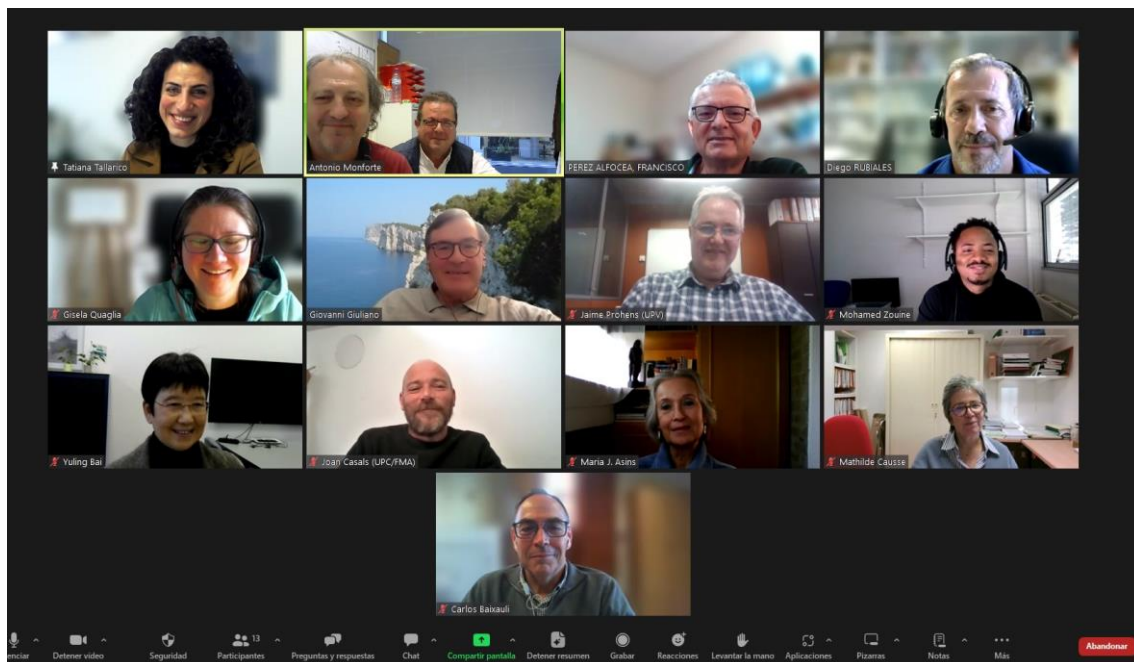 Tatiana Tallarico
Antonio Monforte
PEREZ ALFOCEA, FRANCISCO
Diego RUBIALES
Gisela Quaglia
Giovanni Giuliano
Jaime Prohens (UPV)
Mohamed Zouine
Yuling Bai
Joan Casals (UPC/FMA)
Maria J. Asins
Mathilde Causse
Carlos Baixauli
13
enciar
Detener video
Seguridad
Participantes
Preguntas y respuestas
Chat
Compartir pantalla
Detener resumen
Grabar
Reacciones
Levantar la mano
Aplicaciones
Pizarras
Notas
Más
Abandonar